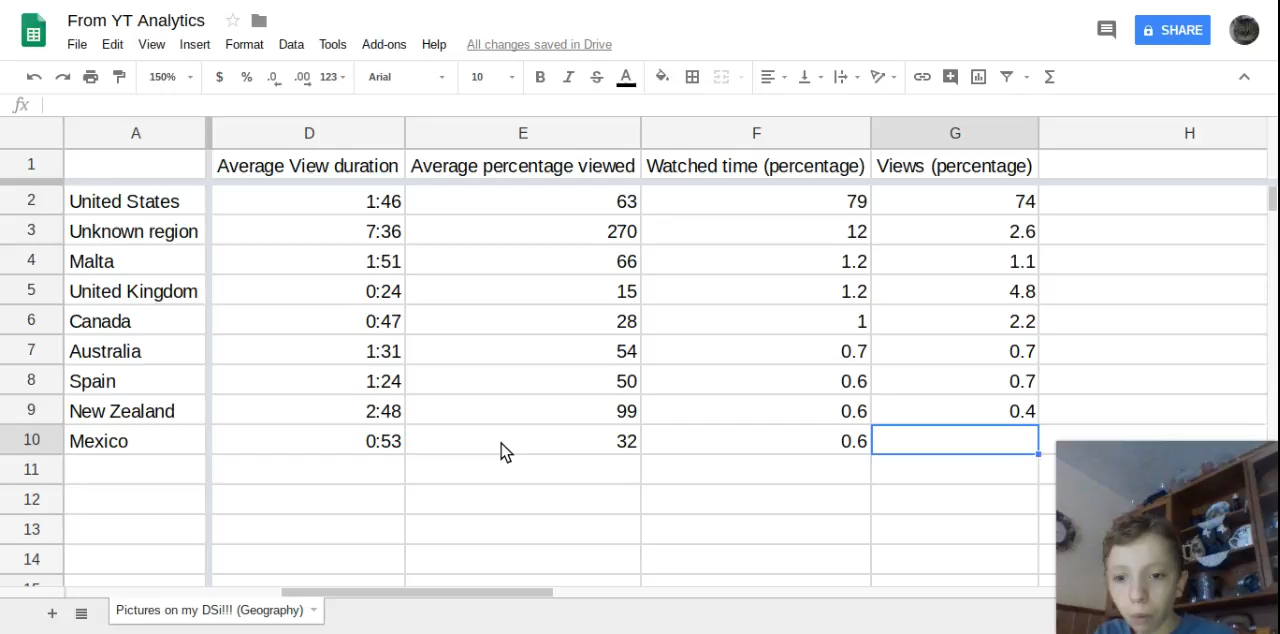 From YT Analytics
File Edit View Insert Format Data Tools Add-ons Help All changes saved in Drive
SHARE
150% $ % .0 .00 123 Arial 10 B I S A Σ
fx
A D E F G H
1 Average View duration Average percentage viewed Watched time (percentage) Views (percentage)
2 United States 1:46 63 79 74
3 Unknown region 7:36 270 12 2.6
4 Malta 1:51 66 1.2 1.1
5 United Kingdom 0:24 15 1.2 4.8
6 Canada 0:47 28 1 2.2
7 Australia 1:31 54 0.7 0.7
8 Spain 1:24 50 0.6 0.7
9 New Zealand 2:48 99 0.6 0.4
10 Mexico 0:53 32 0.6
11
12
13
14
15
+ Pictures on my DSi!!! (Geography)